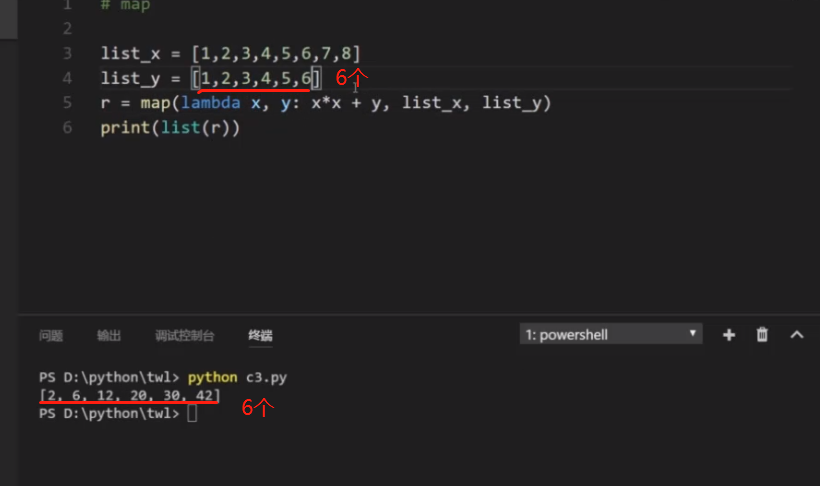 1 # map
2
3 list_x = [1,2,3,4,5,6,7,8]
4 list_y = [1,2,3,4,5,6] 6个
5 r = map(lambda x, y: x*x + y, list_x, list_y)
6 print(list(r))
问题 输出 调试控制台 终端 1: powershell
PS D:\python\twl> python c3.py
[2, 6, 12, 20, 30, 42] 6个
PS D:\python\twl>